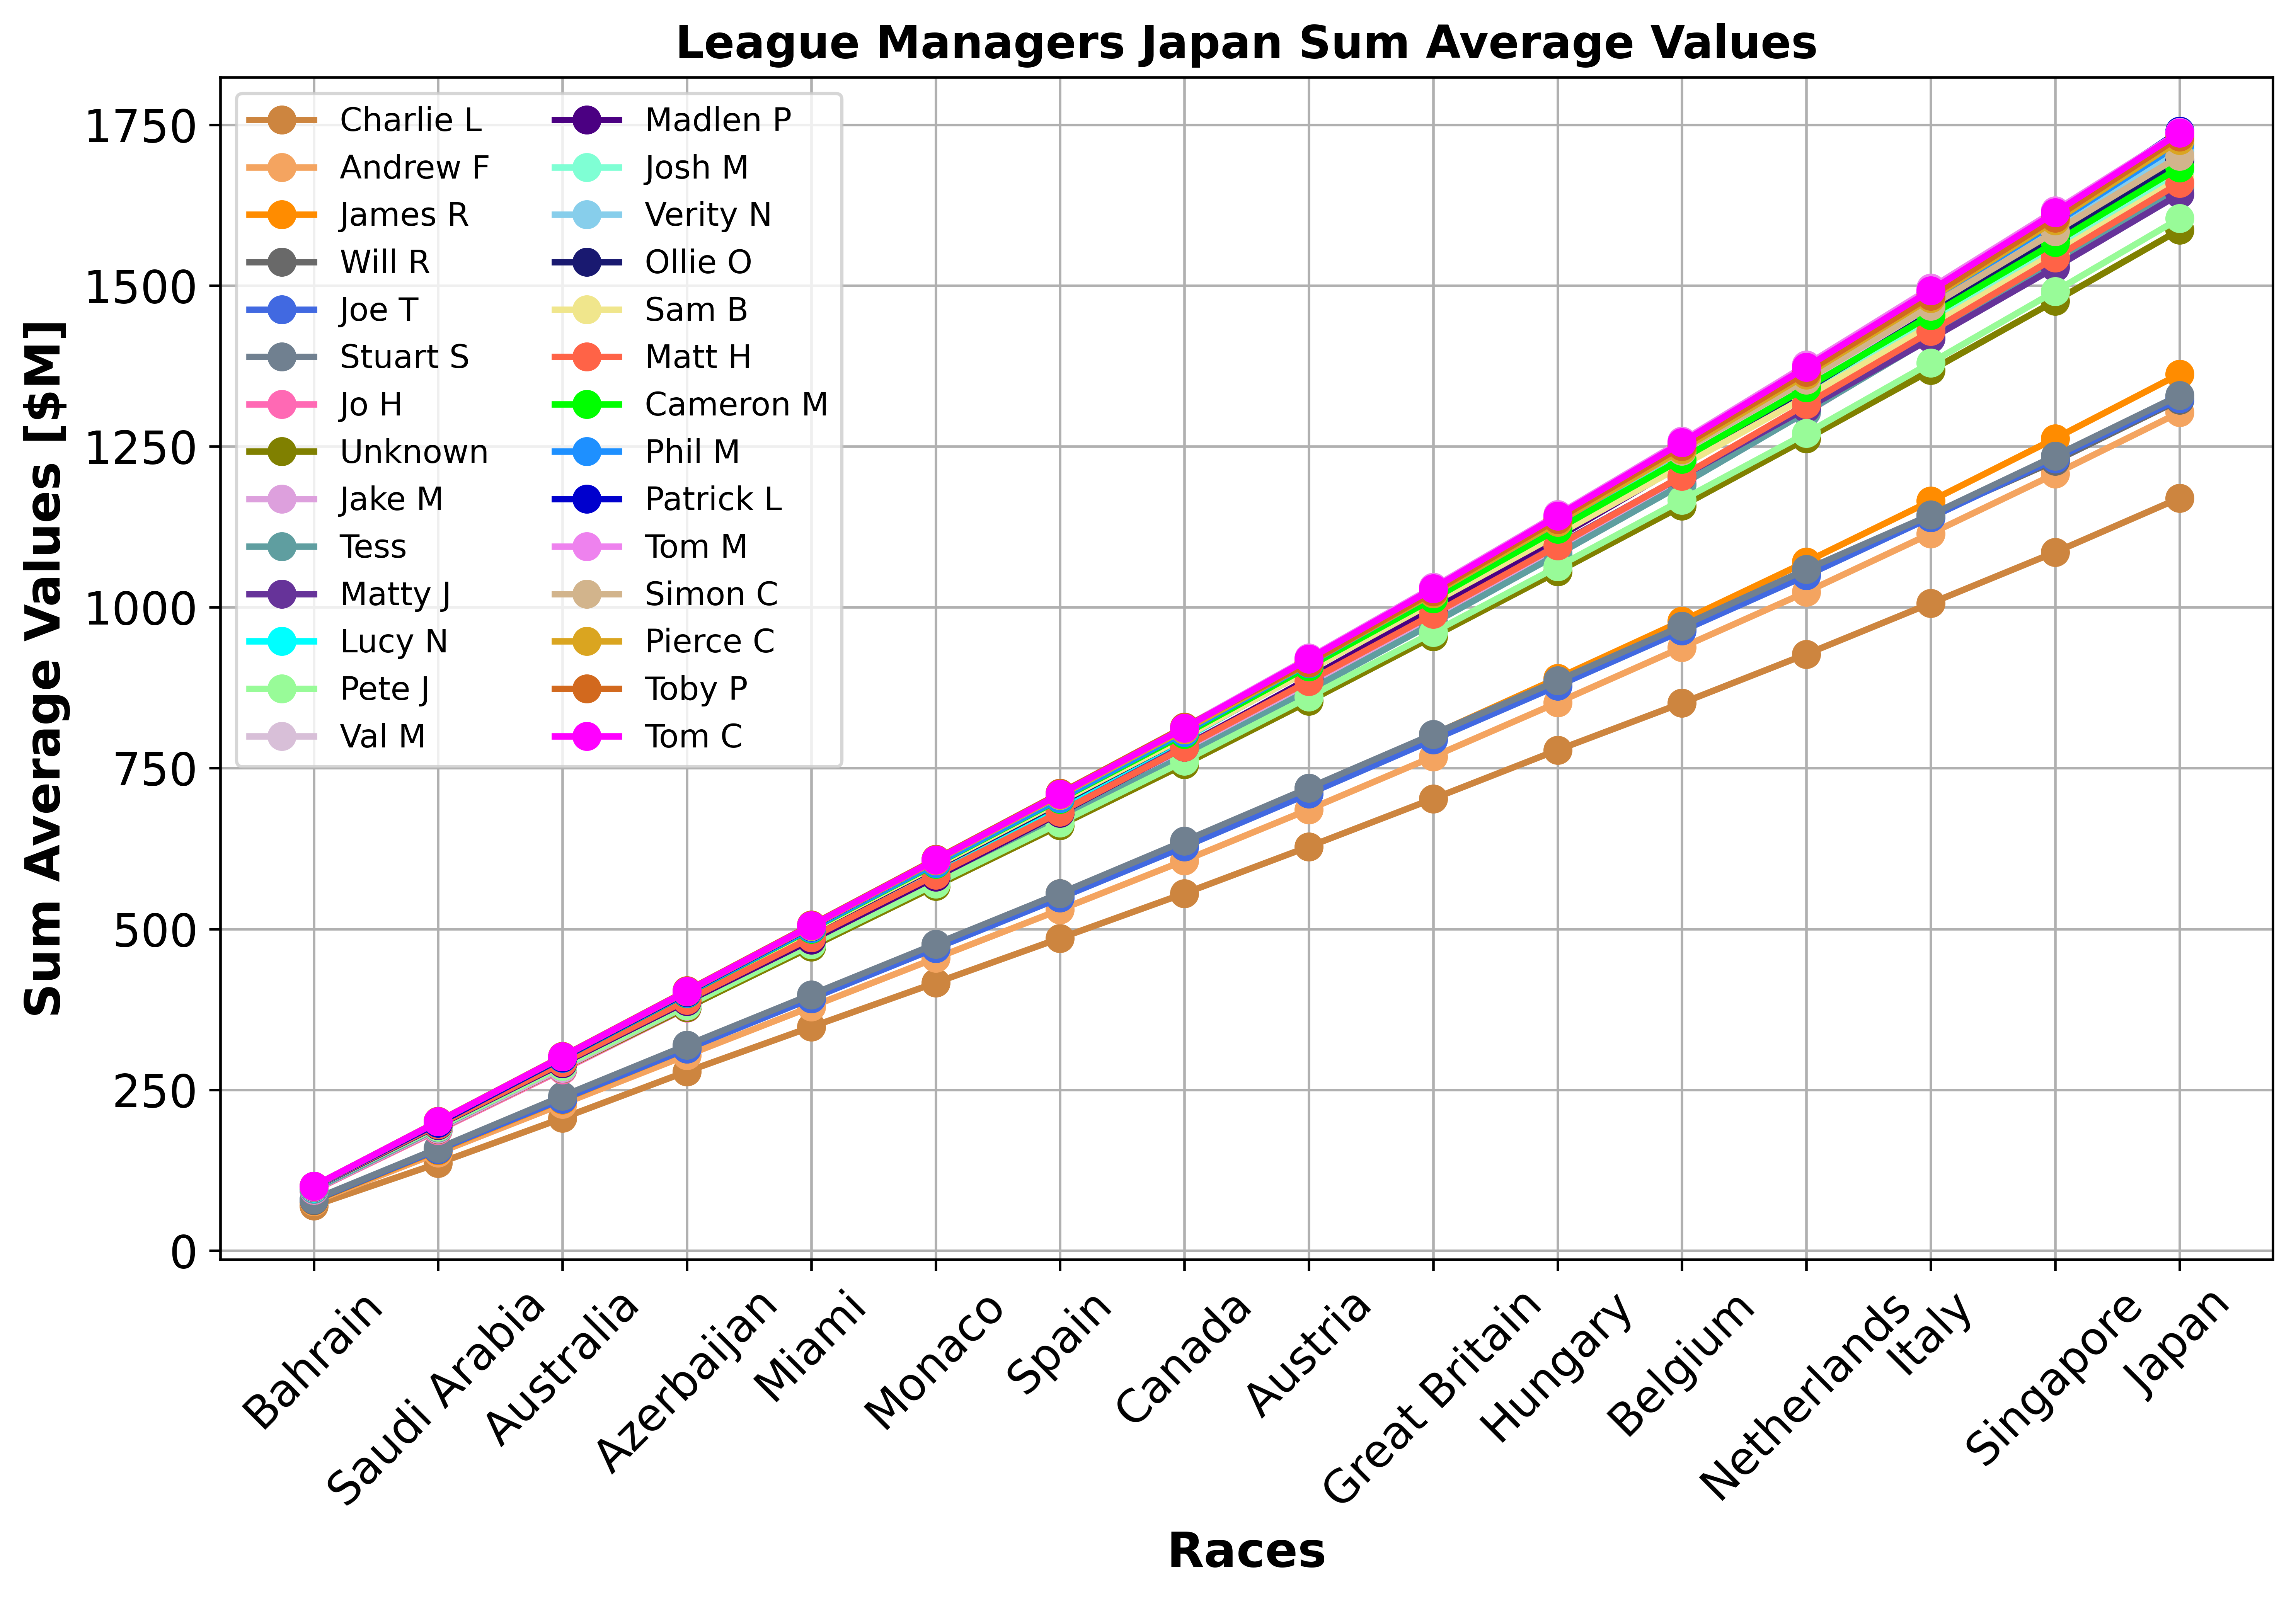 League Managers Japan Sum Average Values
Sum Average Values [$M]
1750
1500
1250
1000
750
500
250
0
Charlie L
Andrew F
James R
Will R
Joe T
Stuart S
Jo H
Unknown
Jake M
Tess
Matty J
Lucy N
Pete J
Val M
Madlen P
Josh M
Verity N
Ollie O
Sam B
Matt H
Cameron M
Phil M
Patrick L
Tom M
Simon C
Pierce C
Toby P
Tom C
Bahrain
Saudi Arabia
Australia
Azerbaijan
Miami
Monaco
Spain
Canada
Austria
Great Britain
Hungary
Belgium
Netherlands
Italy
Singapore
Japan
Races